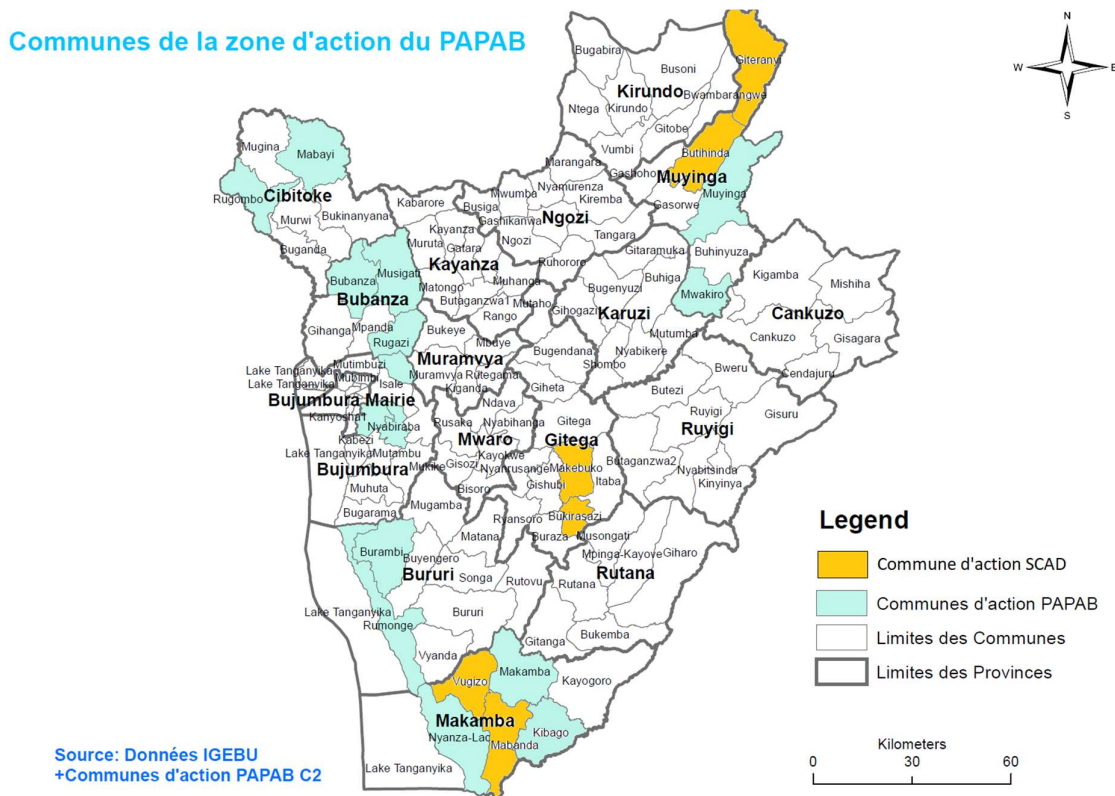 Communes de la zone d'action du PAPAB
N
W
E
S
Bugabira
Busoni
Giteranyi
Kirundo
Bwambarangwe
Ntega
Kirundo
Gitobe
Vumbi
Butihinda
Mugina
Mabayi
Marangara
Gashoho
Muyinga
Muyinga
Rugombo
Cibitoke
Bukinanyana
Murwi
Buganda
Kabarore
Busiga
Mwumba
Nyamurenza
Kiremba
Gasorwe
Gashikanwa
Ngozi
Ngozi
Tangara
Kayanza
Muruta
Gatara
Kayanza
Ruhororo
Gitaramuka
Buhinyuza
Musigati
Bubanza
Bubanza
Matongo
Muhanga
Butaganzwa1
Mutaho
Rango
Bugenyuzi
Buhiga
Mwakiro
Kigamba
Mishiha
Gihogazi
Karuzi
Cankuzo
Cankuzo
Gisagara
Gihanga
Mpanda
Rugazi
Bukeye
Mbuye
Mutumba
Nyabikere
Bugendana
Shombo
Muramvya
Muramvya
Rutegama
Kiganda
Giheta
Bweru
Cendajuru
Mutimbuzi
Lake Tanganyika
Mubimbi
Lake Tanganyika
Isale
Bujumbura Mairie
Kanyosha1
Nyabiraba
Ndava
Rusaka
Nyabihanga
Gitega
Gitega
Butezi
Ruyigi
Ruyigi
Gisuru
Kabezi
Lake Tanganyika
Mutambu
Mukike
Mwaro
Kayokwe
Gisozi
Nyanrusange
Makebuko
Butaganzwa2
Nyabitsinda
Kinyinya
Bujumbura
Gishubi
Itaba
Muhuta
Bisoro
Bugarama
Mugamba
Ryansoro
Bukirasazi
Matana
Buraza
Musongati
Mpinga-Kayove
Giharo
Burambi
Buyengero
Bururi
Songa
Rutovu
Rutana
Rutana
Lake Tanganyika
Rumonge
Bururi
Gitanga
Bukemba
Vyanda
Vugizo
Makamba
Kayogoro
Makamba
Nyanza-Lac
Kibago
Mabanda
Lake Tanganyika
Legend
Commune d'action SCAD
Communes d'action PAPAB
Limites des Communes
Limites des Provinces
Kilometers
0 30 60
Source: Données IGEBU
+Communes d'action PAPAB C2